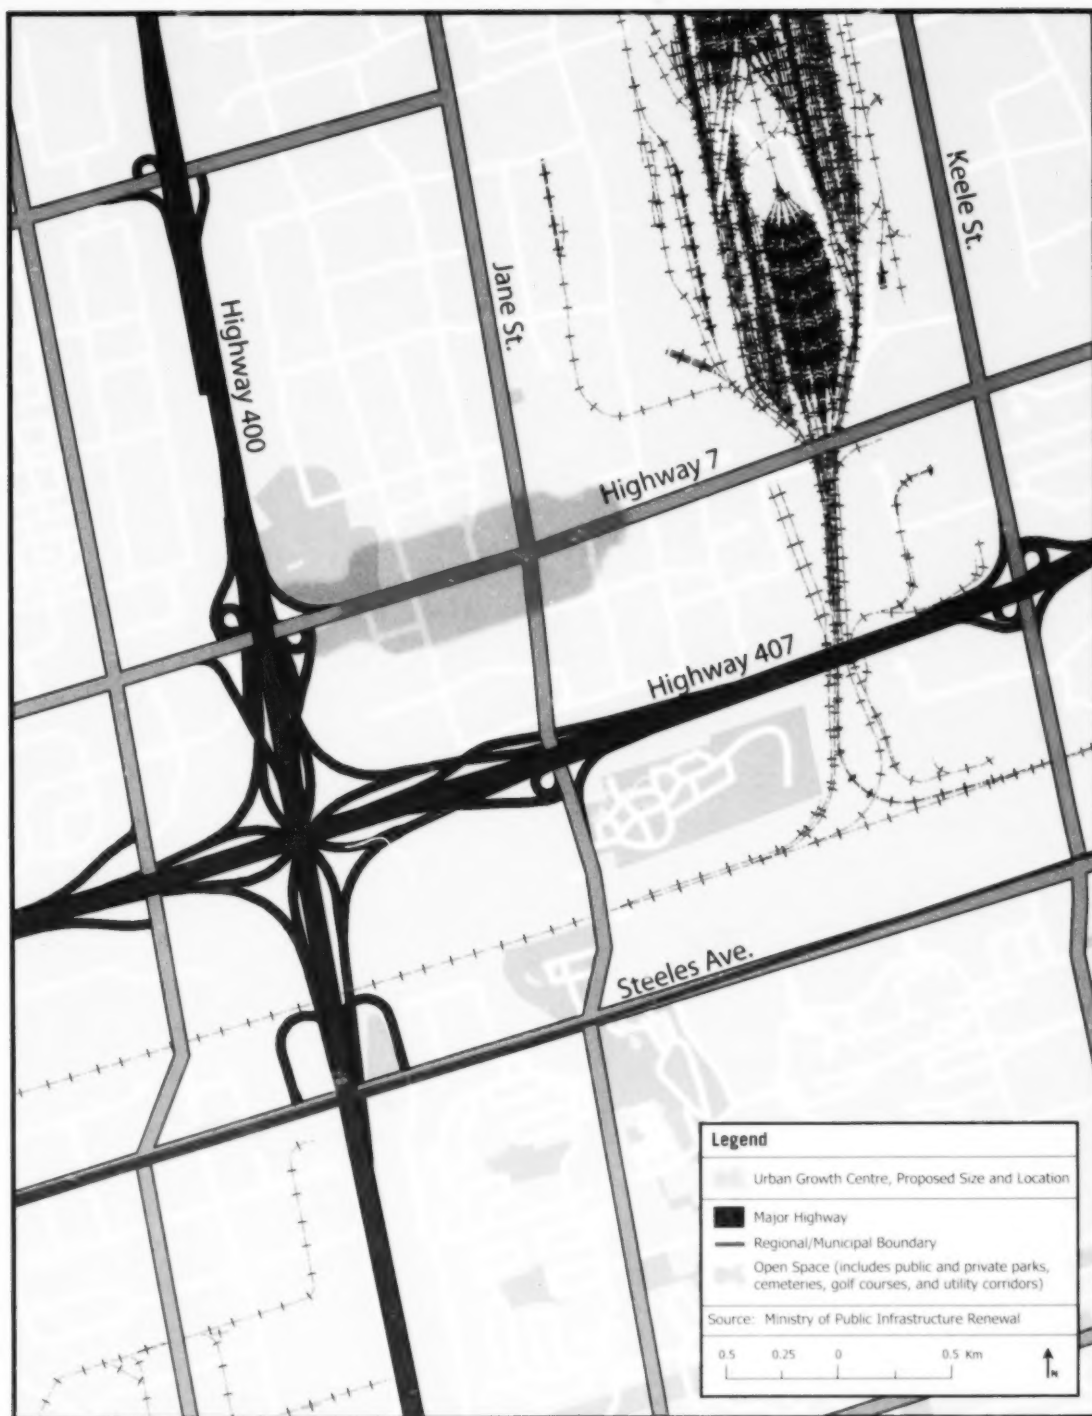 Keele St.
Jane St.
Highway 400
Highway 7
Highway 407
Steeles Ave.
Legend
Urban Growth Centre, Proposed Size and Location
Major Highway
Regional/Municipal Boundary
Open Space (includes public and private parks,
cemeteries, golf courses, and utility corridors)
Source: Ministry of Public Infrastructure Renewal
0.5 0.25 0 0.5 Km
N